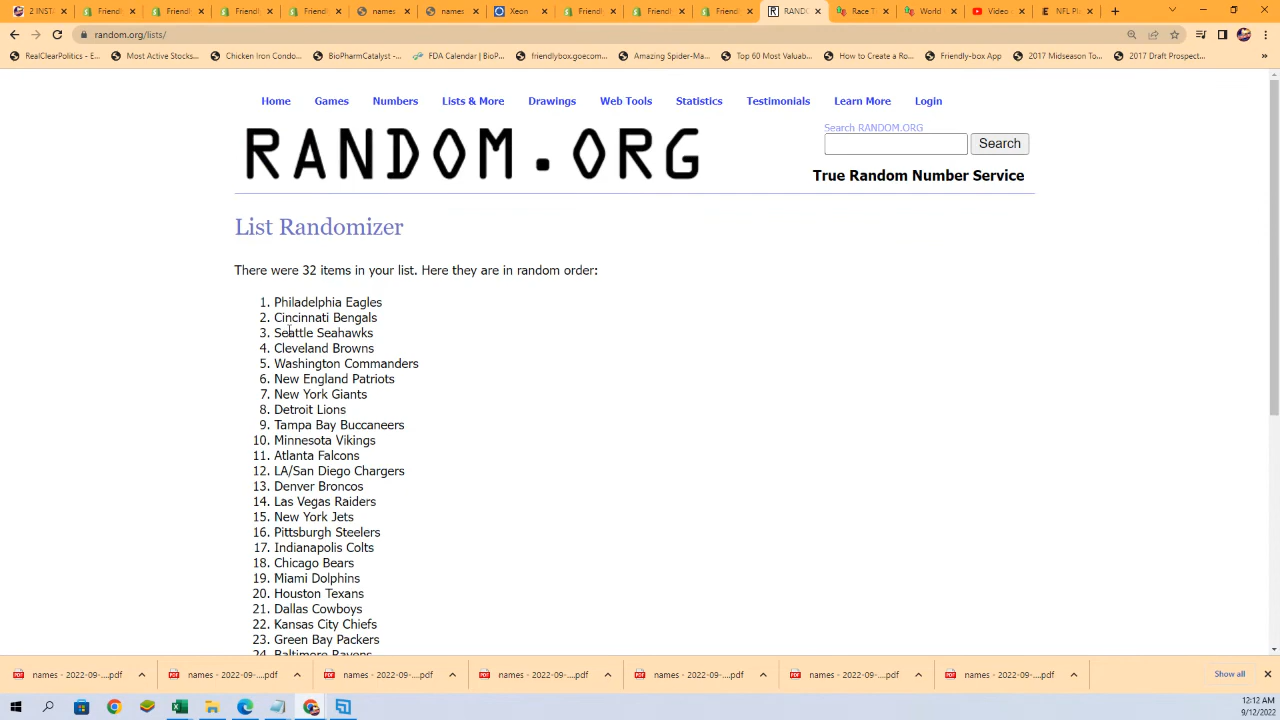 2 INST
Friendl
Friendl
Friendl
Friendl
names
names
Xeon
Friendl
Friendl
Friendl
RAND
Race T
World
Video
NFL Pl
random.org/lists/
RealClearPolitics - E...
Most Active Stocks...
Chicken Iron Condo...
BioPharmCatalyst -...
FDA Calendar | BioP...
friendlybox.goecom...
Amazing Spider-Ma...
Top 60 Most Valuab...
How to Create a Ro...
Friendly-box App
2017 Midseason To...
2017 Draft Prospect...
Home Games Numbers Lists & More Drawings Web Tools Statistics Testimonials Learn More Login
Search RANDOM.ORG
RANDOM.ORG
Search
True Random Number Service
List Randomizer
There were 32 items in your list. Here they are in random order:
1. Philadelphia Eagles
2. Cincinnati Bengals
3. Seattle Seahawks
4. Cleveland Browns
5. Washington Commanders
6. New England Patriots
7. New York Giants
8. Detroit Lions
9. Tampa Bay Buccaneers
10. Minnesota Vikings
11. Atlanta Falcons
12. LA/San Diego Chargers
13. Denver Broncos
14. Las Vegas Raiders
15. New York Jets
16. Pittsburgh Steelers
17. Indianapolis Colts
18. Chicago Bears
19. Miami Dolphins
20. Houston Texans
21. Dallas Cowboys
22. Kansas City Chiefs
23. Green Bay Packers
24. Baltimore Ravens
names - 2022-09-....pdf
names - 2022-09-....pdf
names - 2022-09-....pdf
names - 2022-09-....pdf
names - 2022-09-....pdf
names - 2022-09-....pdf
names - 2022-09-....pdf
Show all
12:12 AM
9/12/2022